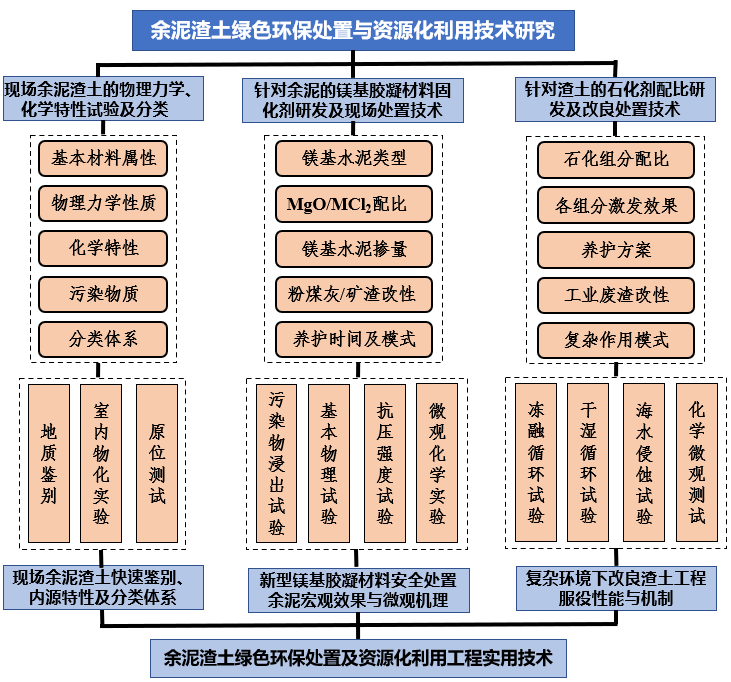 余泥渣土绿色环保处置与资源化利用技术研究
现场余泥渣土的物理力学、
化学特性试验及分类
基本材料属性
物理力学性质
化学特性
污染物质
分类体系
地质鉴别
室内物化实验
原位测试
现场余泥渣土快速鉴别、
内源特性及分类体系
针对余泥的镁基胶凝材料固
化剂研发及现场处置技术
镁基水泥类型
MgO/MCl₂配比
镁基水泥掺量
粉煤灰/矿渣改性
养护时间及模式
污染物浸出试验
基本物理试验
抗压强度试验
微观化学实验
新型镁基胶凝材料安全处置
余泥宏观效果与微观机理
针对渣土的石化剂配比研
发及改良处置技术
石化组分配比
各组分激发效果
养护方案
工业废渣改性
复杂作用模式
冻融循环试验
干湿循环试验
海水侵蚀试验
化学微观测试
复杂环境下改良渣土工程
服役性能与机制
余泥渣土绿色环保处置及资源化利用工程实用技术